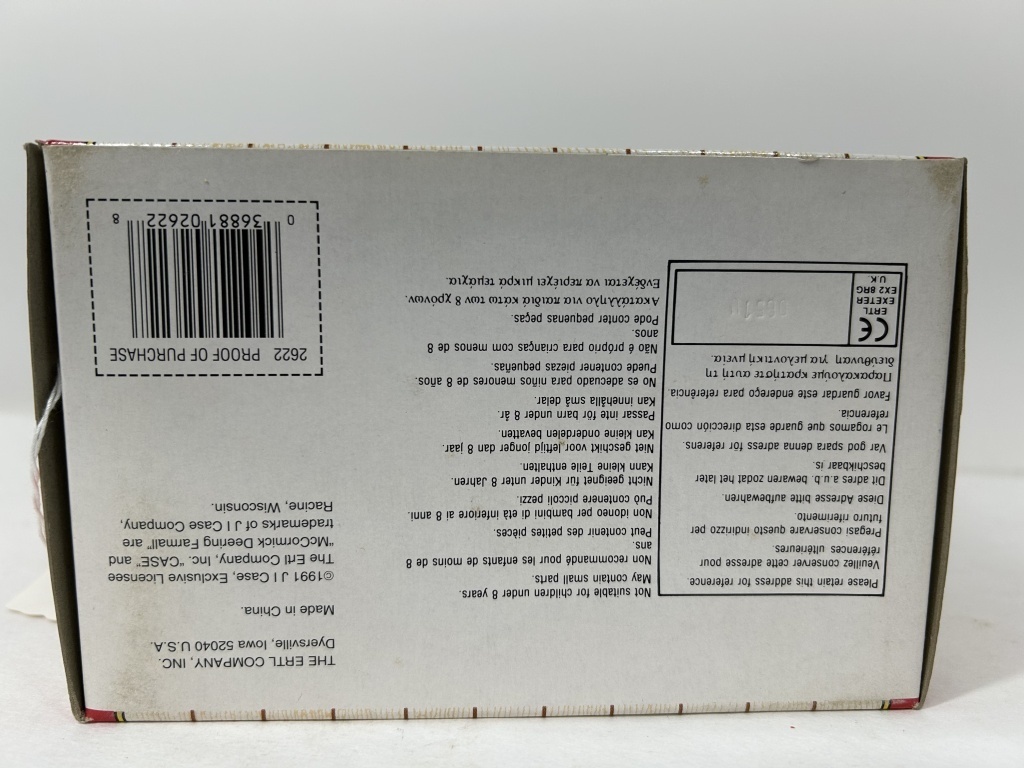 Please retain this address for reference.
Veuillez conserver cette adresse pour
références ultérieures.
Pregasi conservare questo indirizzo per
futuro riferimento.
Diese Adresse bitte aufbewahren.
Dit adres a.u.b. bewaren zodat het later
beschikbaar is.
Var god spara denna adress för referens.
Le rogamos que guarde esta dirección como
referencia.
Favor guardar este endereço para referência.
Παρακαλούμε κρατήστε αυτή τη
διεύθυνση για μελοντική μνεία.
CE
ERTL
EXETER
EX2 8RG
U K
Not suitable for children under 8 years.
May contain small parts.
Non recommandé pour les enfants de moins de 8
ans.
Peut contenir des petites pièces.
Non idoneo per bambini di età inferiore ai 8 anni.
Può contenere piccoli pezzi.
Nicht geeignet für Kinder unter 8 Jahren.
Kann kleine Teile enthalten.
Niet geschikt voor leeftijd jonger dan 8 jaar.
Kan kleine onderdelen bevatten.
Passar inte för barn under 8 år.
Kan innehålla små delar.
No es adecuado para niños menores de 8 años.
Puede contener piezas pequeñas.
Não é próprio para crianças com menos de 8
anos.
Pode conter pequenas peças.
Ακατάλληλο για παιδιά κάτω των 8 χρόνων.
Ενδέχεται να περιέχει μικρά τεμάχια.
THE ERTL COMPANY, INC.
Dyersville, Iowa 52040 U.S.A.
Made in China.
©1991 J I Case, Exclusive Licensee
The Ertl Company, Inc. "CASE" and
"McCormick Deering Farmall" are
trademarks of J I Case Company,
Racine, Wisconsin.
2622 PROOF OF PURCHASE
0 36881 02622 8